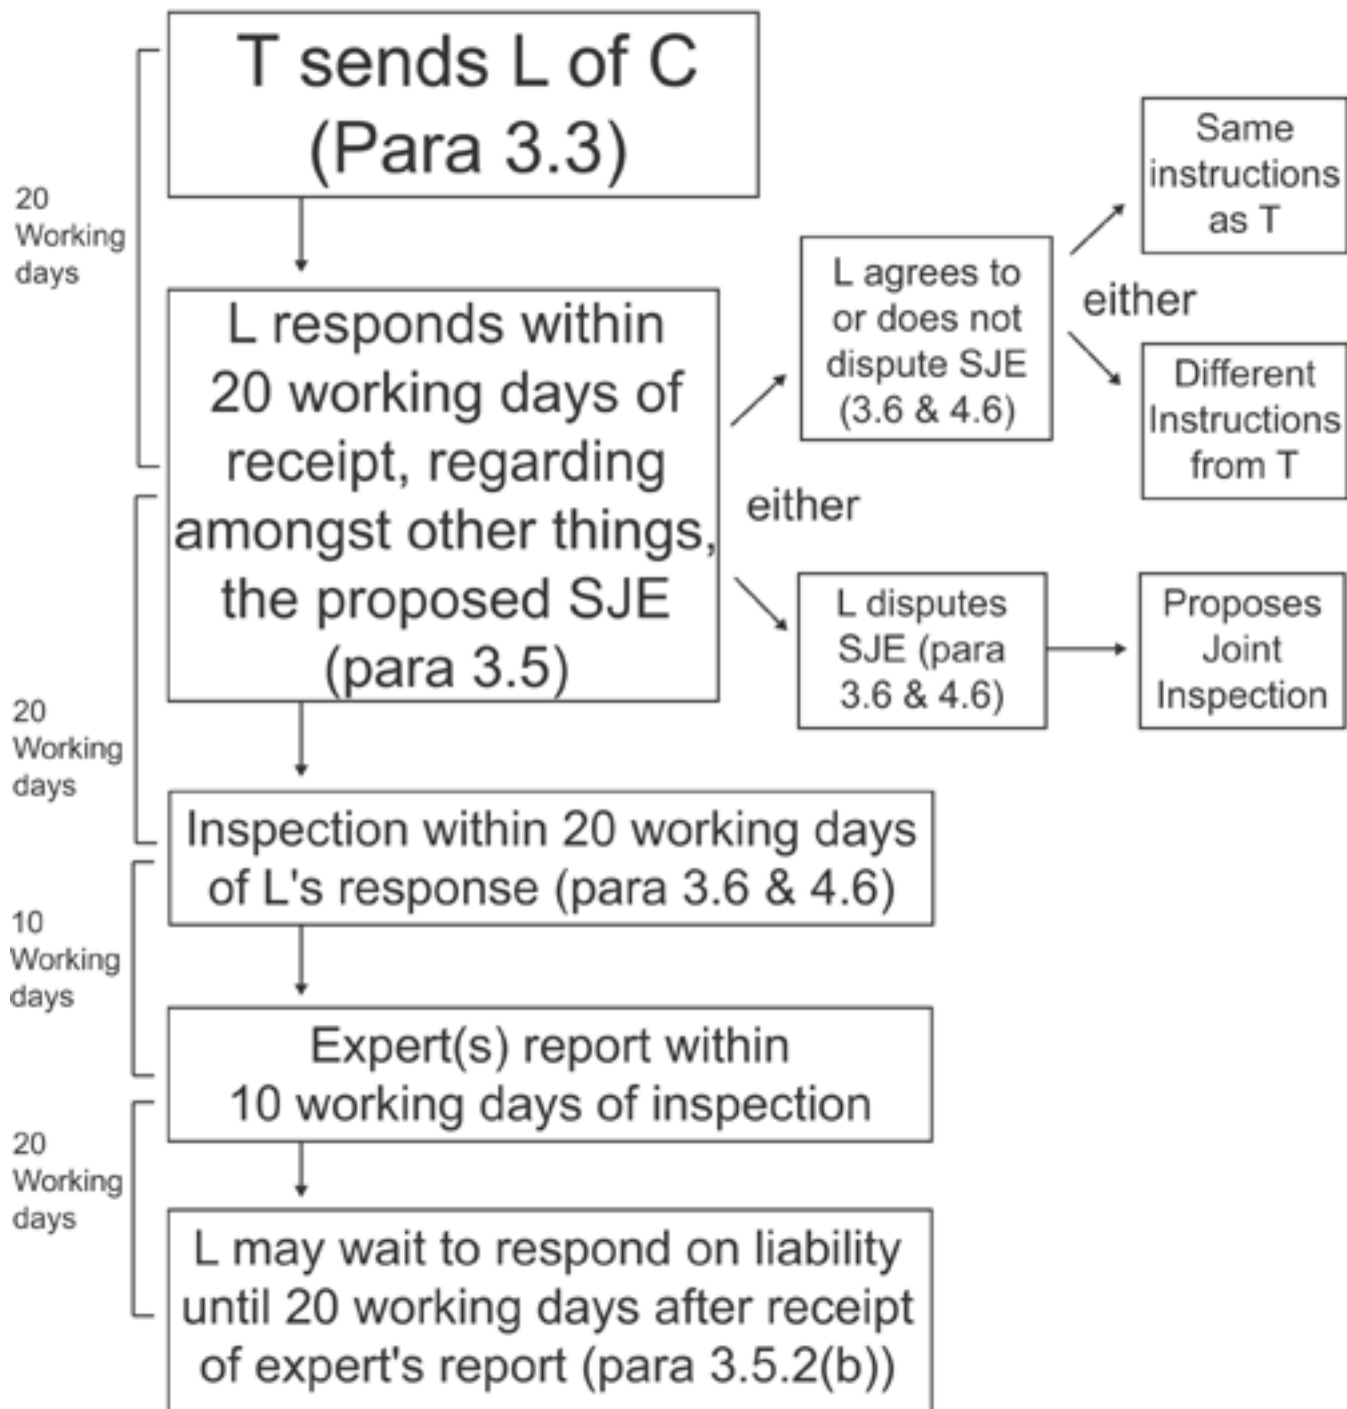 T sends L of C
(Para 3.3)
20
Working
days
L responds within
20 working days of
receipt, regarding
amongst other things,
the proposed SJE
(para 3.5)
either
L agrees to
or does not
dispute SJE
(3.6 & 4.6)
either
Same
instructions
as T
Different
Instructions
from T
L disputes
SJE (para
3.6 & 4.6)
Proposes
Joint
Inspection
20
Working
days
Inspection within 20 working days
of L's response (para 3.6 & 4.6)
10
Working
days
Expert(s) report within
10 working days of inspection
20
Working
days
L may wait to respond on liability
until 20 working days after receipt
of expert's report (para 3.5.2(b))